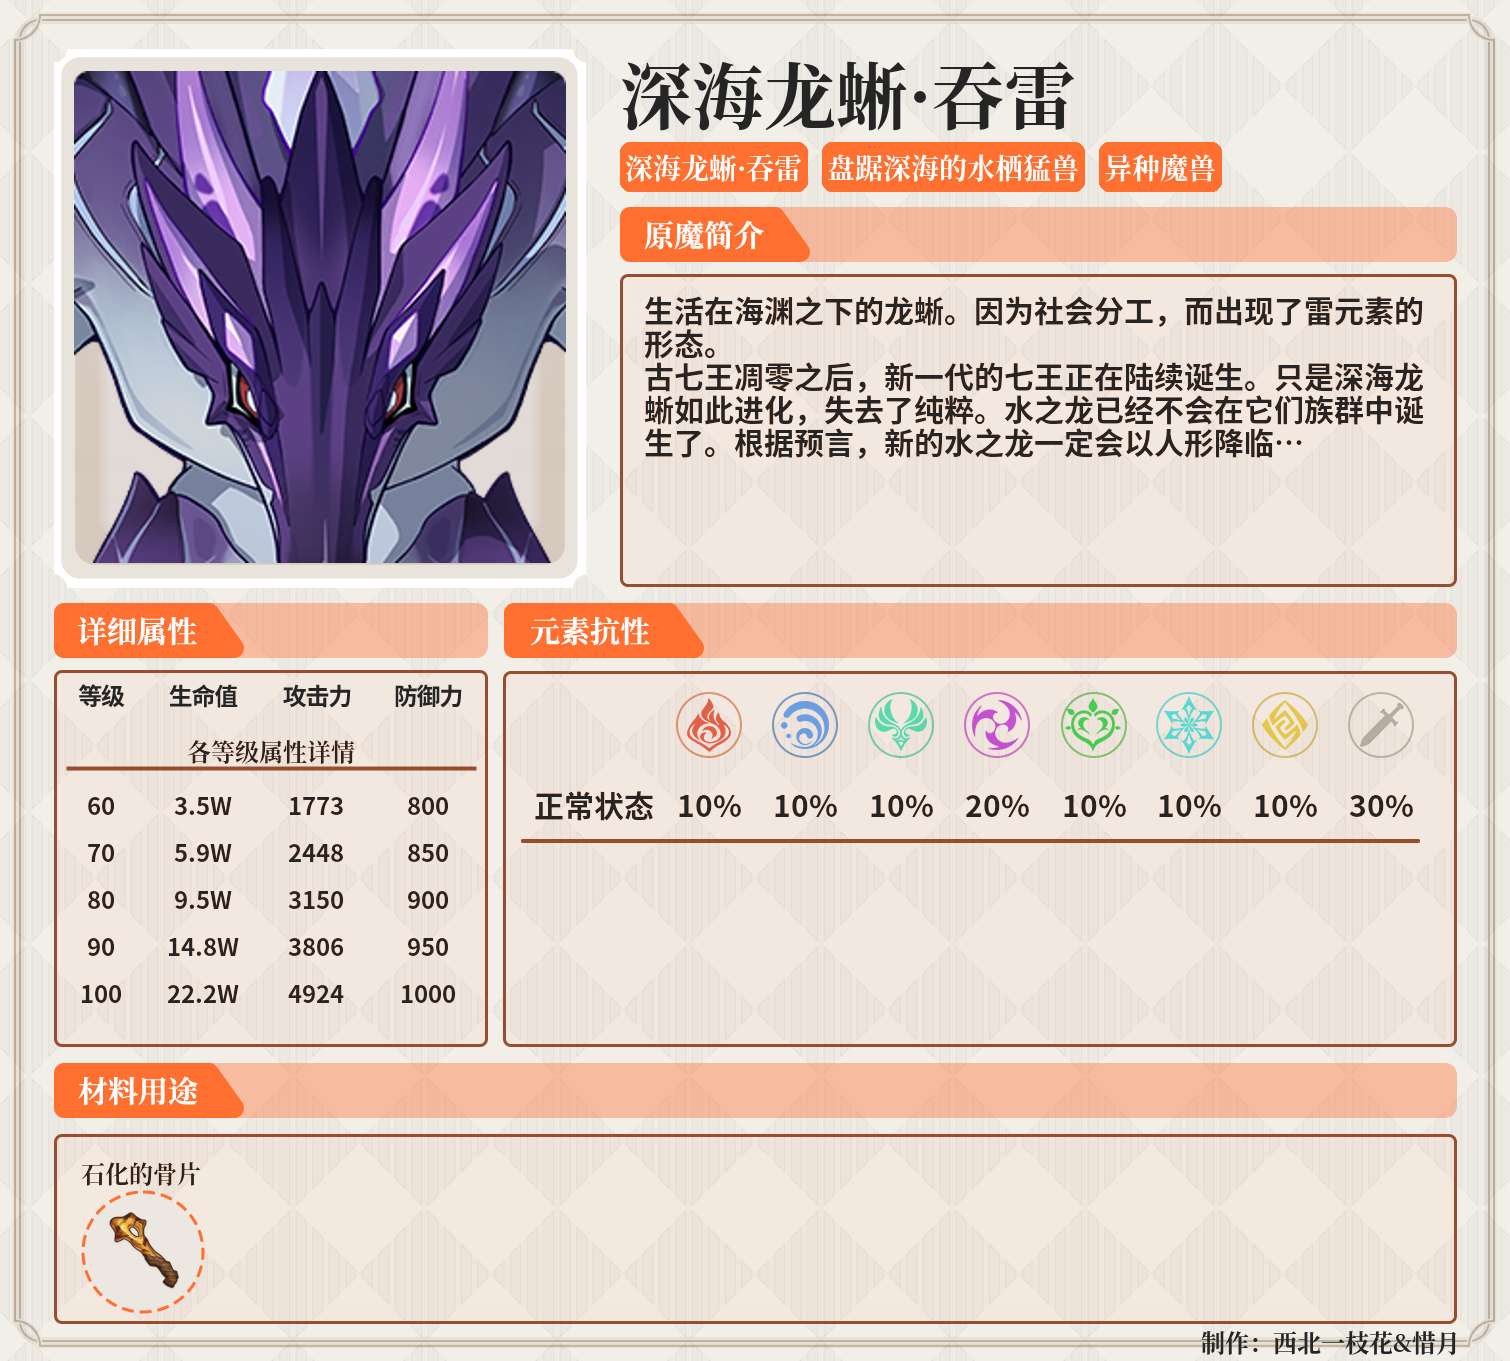 深海龙蜥·吞雷
深海龙蜥·吞雷 盘踞深海的水栖猛兽 异种魔兽
原魔简介
生活在海渊之下的龙蜥。因为社会分工，而出现了雷元素的
形态。
古七王凋零之后，新一代的七王正在陆续诞生。只是深海龙
蜥如此进化，失去了纯粹。水之龙已经不会在它们族群中诞
生了。根据预言，新的水之龙一定会以人形降临…
详细属性
等级 生命值 攻击力 防御力
各等级属性详情
60 3.5W 1773 800
70 5.9W 2448 850
80 9.5W 3150 900
90 14.8W 3806 950
100 22.2W 4924 1000
元素抗性
正常状态 10% 10% 10% 20% 10% 10% 10% 30%
材料用途
石化的骨片
制作：西北一枝花&惜月